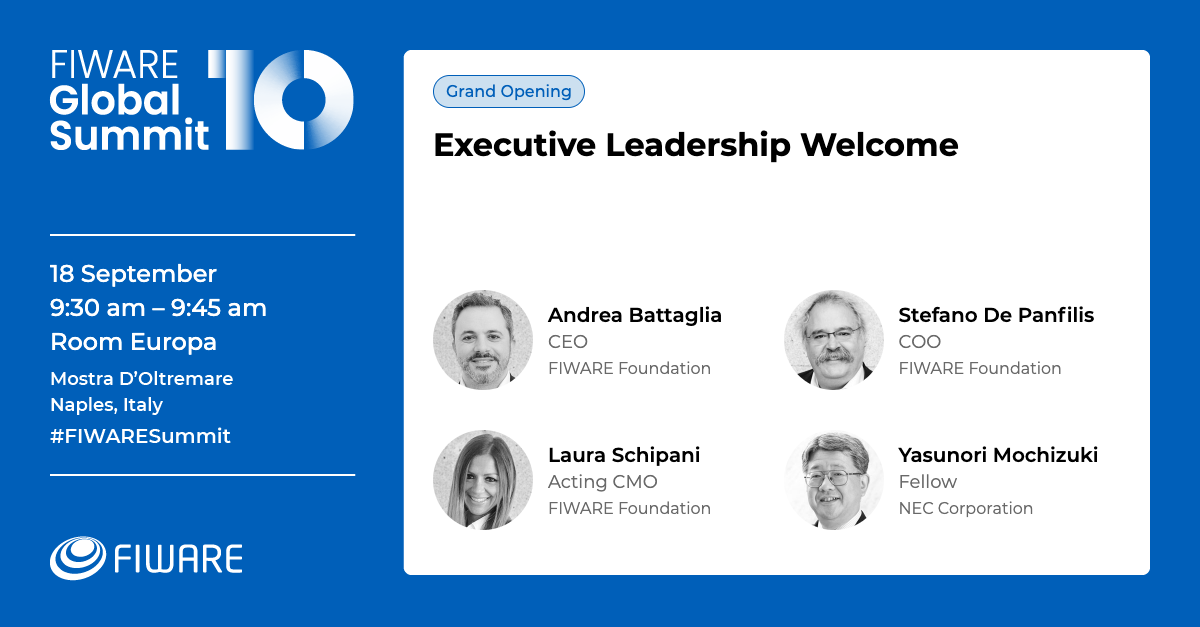 FIWARE
Global
Summit
10
18 September
9:30 am – 9:45 am
Room Europa
Mostra D’Oltremare
Naples, Italy
#FIWARESummit
FIWARE
Grand Opening
Executive Leadership Welcome
Andrea Battaglia
CEO
FIWARE Foundation
Stefano De Panfilis
COO
FIWARE Foundation
Laura Schipani
Acting CMO
FIWARE Foundation
Yasunori Mochizuki
Fellow
NEC Corporation